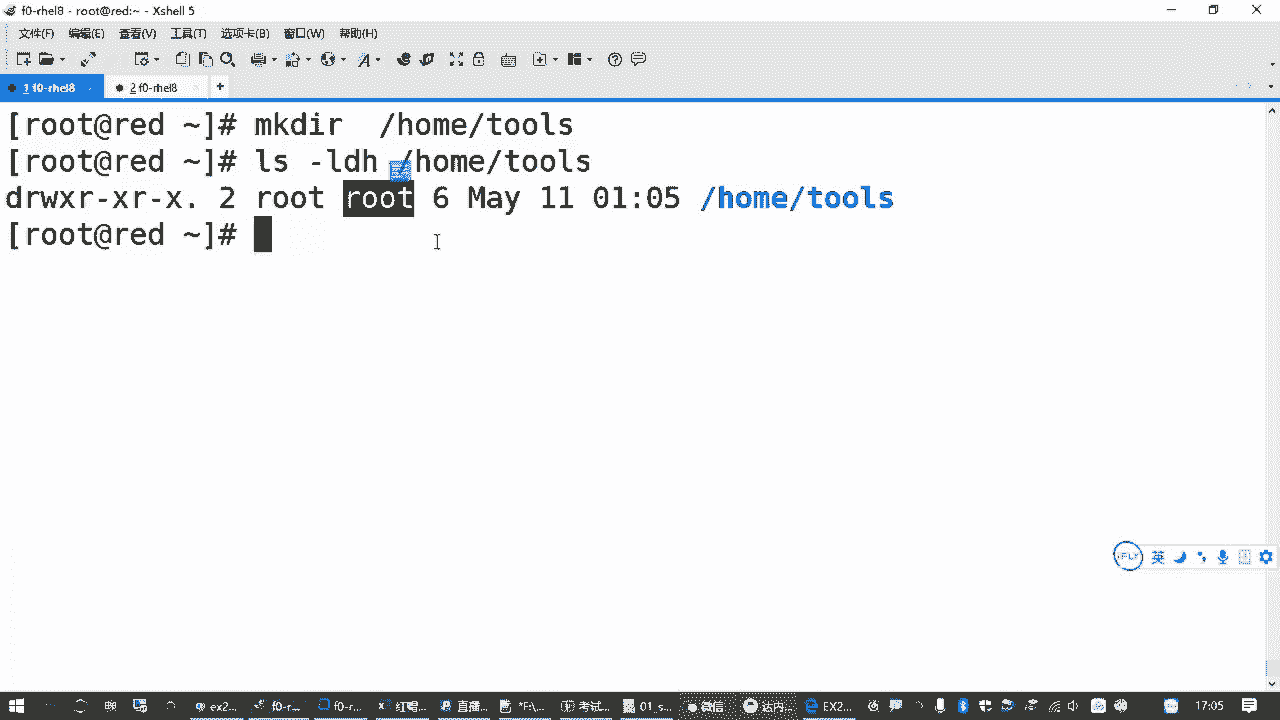 f0-rhel8 - root@red:~ - Xshell 5
文件(F) 编辑(E) 查看(V) 工具(T) 选项卡(B) 窗口(W) 帮助(H)
1 f0-rhel8 2 f0-rhel8 +
[root@red ~]# mkdir  /home/tools
[root@red ~]# ls -ldh /home/tools
drwxr-xr-x. 2 root root 6 May 11 01:05 /home/tools
[root@red ~]#
iFLY 英
ex2... f0-r... f0-r... 直播... *F:\... 考试... 01_s... 微信 达内... EX2... 17:05